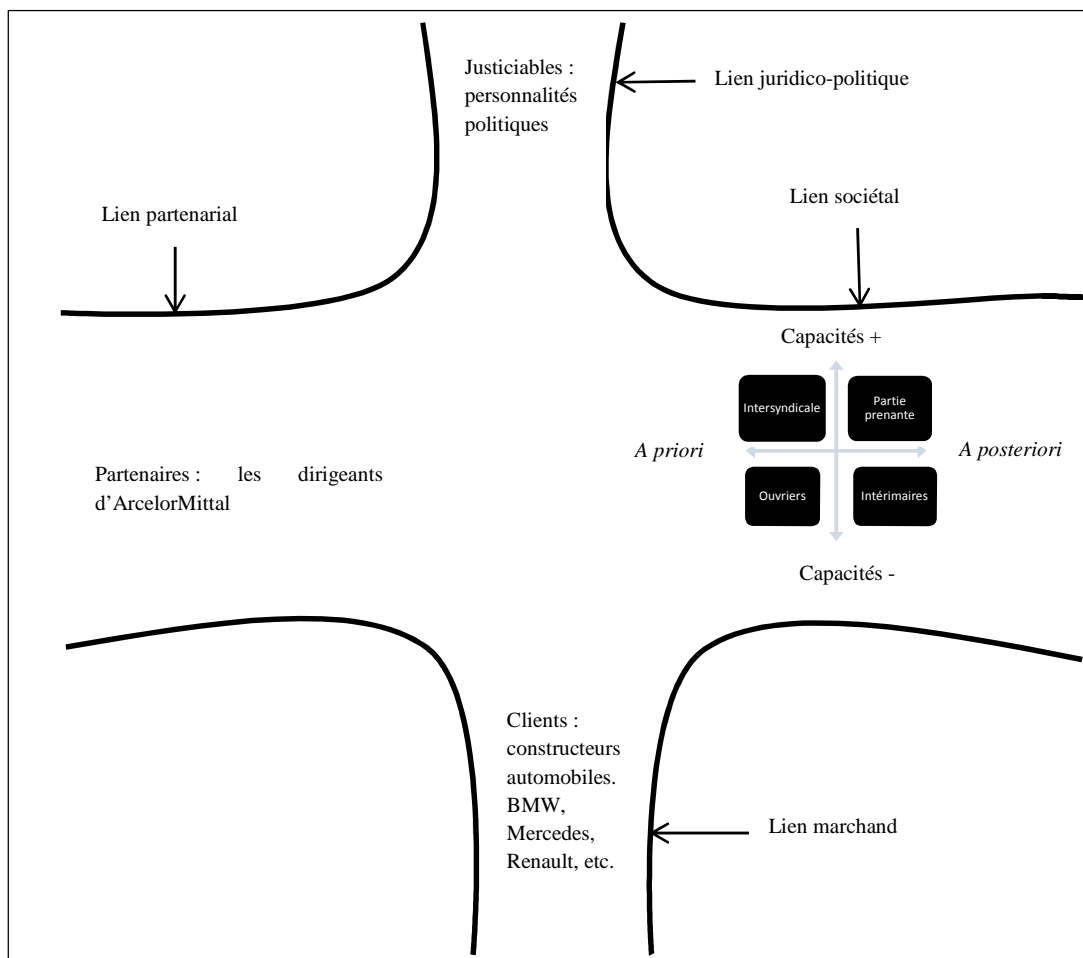 Justiciables :
personnalités
politiques
Lien juridico-politique
Lien partenarial
Lien sociétal
Capacités +
Intersyndicale
Partie
prenante
A priori
A posteriori
Ouvriers
Intérimaires
Capacités -
Partenaires : les dirigeants
d’ArcelorMittal
Clients :
constructeurs
automobiles.
BMW,
Mercedes,
Renault, etc.
Lien marchand